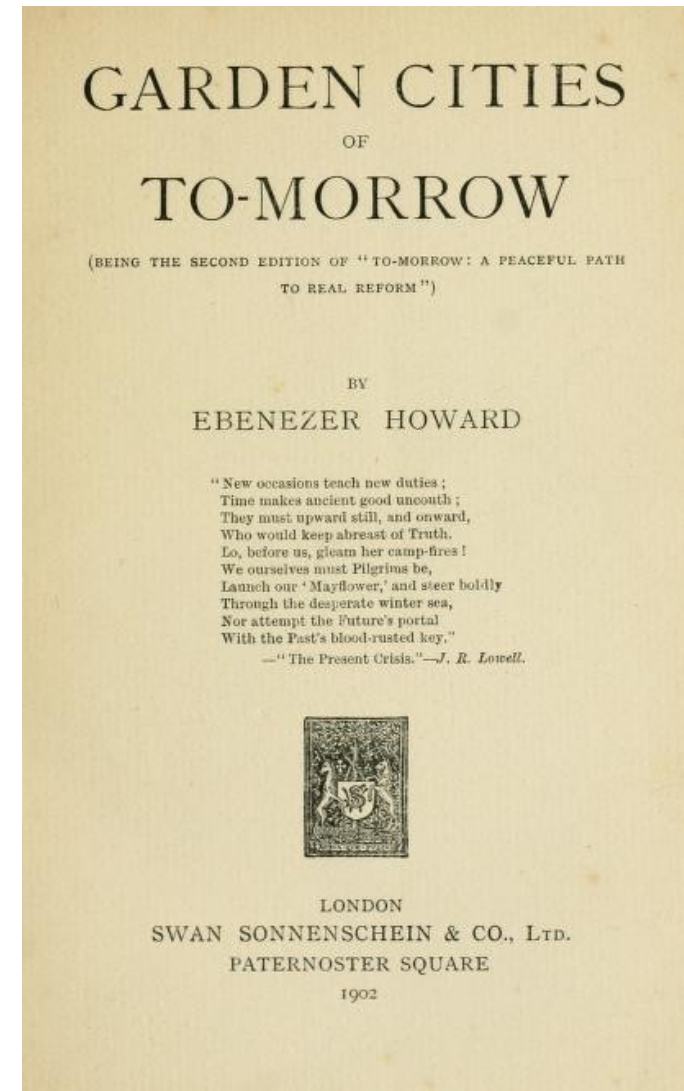 GARDEN CITIES
OF
TO-MORROW
(BEING THE SECOND EDITION OF "TO-MORROW: A PEACEFUL PATH
TO REAL REFORM")
BY
EBENEZER HOWARD
"New occasions teach new duties;
Time makes ancient good uncouth;
They must upward still, and onward,
Who would keep abreast of Truth.
Lo, before us, gleam her camp-fires!
We ourselves must Pilgrims be,
Launch our 'Mayflower,' and steer boldly
Through the desperate winter sea,
Nor attempt the Future's portal
With the Past's blood-rusted key."
—"The Present Crisis."—J. R. Lowell.
LONDON
SWAN SONNENSCHEIN & CO., LTD.
PATERNOSTER SQUARE
1902